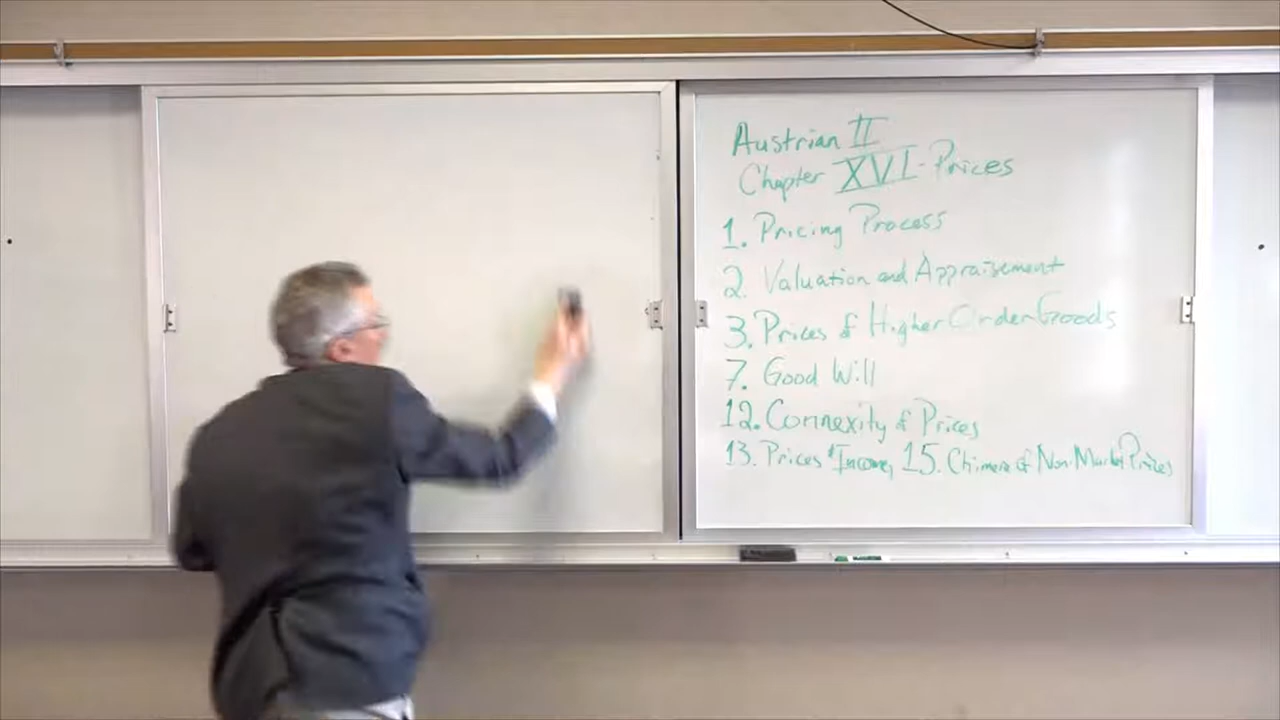 Austrian II
Chapter XVI - Prices
1. Pricing Process
2. Valuation and Appraisement
3. Prices of Higher Order Goods
7. Good Will
12. Connexity of Prices
13. Prices & Income, 15. Chimera of Non-Market Prices